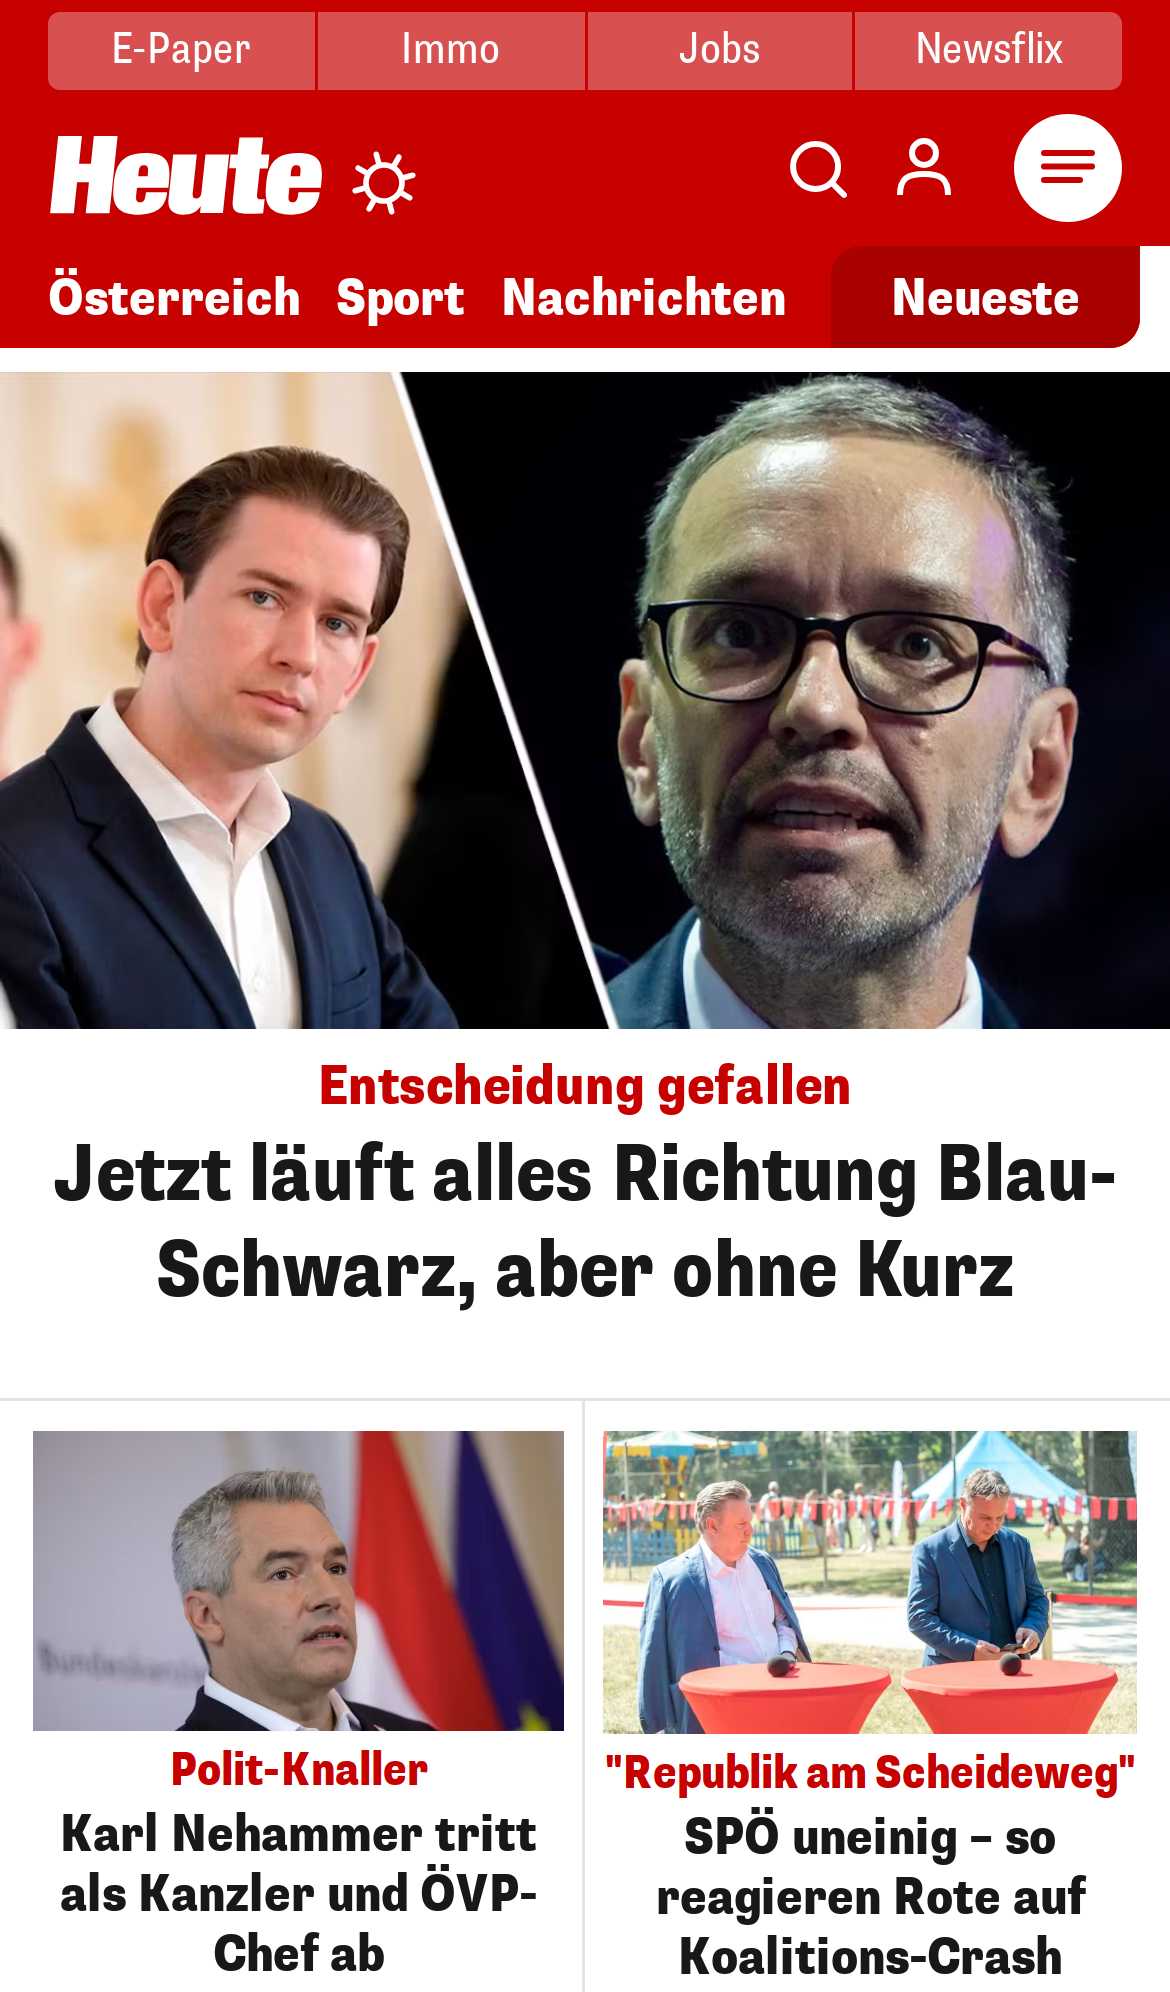 E-Paper
Immo
Jobs
Newsflix
Heute
Österreich
Sport
Nachrichten
Neueste
Entscheidung gefallen
Jetzt läuft alles Richtung Blau-
Schwarz, aber ohne Kurz
Polit-Knaller
Karl Nehammer tritt
als Kanzler und ÖVP-
Chef ab
"Republik am Scheideweg"
SPÖ uneinig – so
reagieren Rote auf
Koalitions-Crash